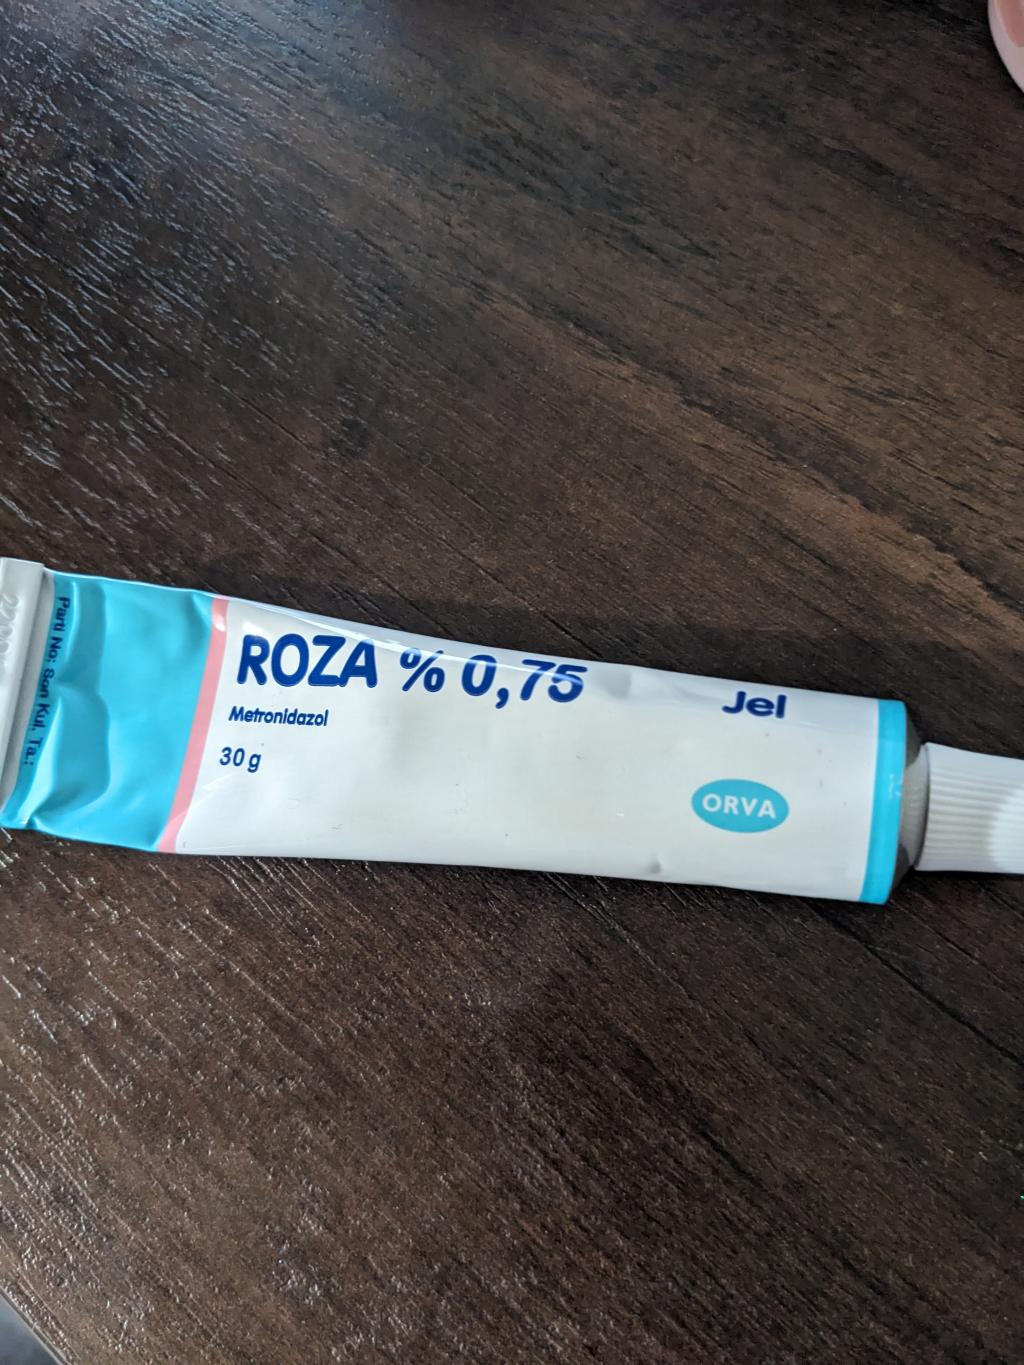 ROZA % 0,75 Jel
Metronidazol
30 g
ORVA
Parti No: Son Kul. Ta.: